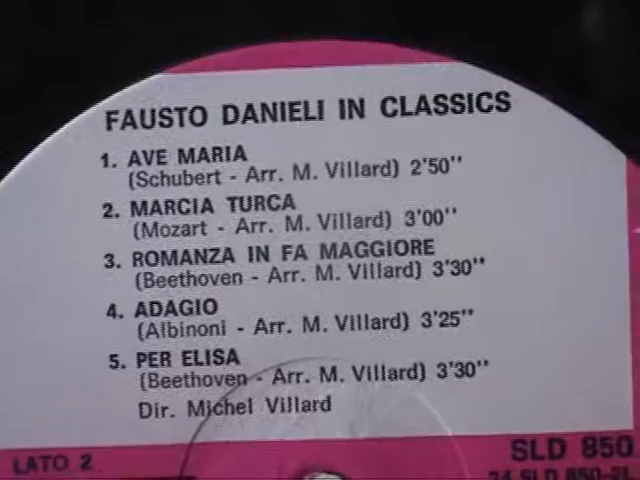 FAUSTO DANIELI IN CLASSICS
1. AVE MARIA
(Schubert - Arr. M. Villard) 2'50"
2. MARCIA TURCA
(Mozart - Arr. M. Villard) 3'00"
3. ROMANZA IN FA MAGGIORE
(Beethoven - Arr. M. Villard) 3'30"
4. ADAGIO
(Albinoni - Arr. M. Villard) 3'25"
5. PER ELISA
(Beethoven - Arr. M. Villard) 3'30"
Dir. Michel Villard
LATO 2
SLD 850